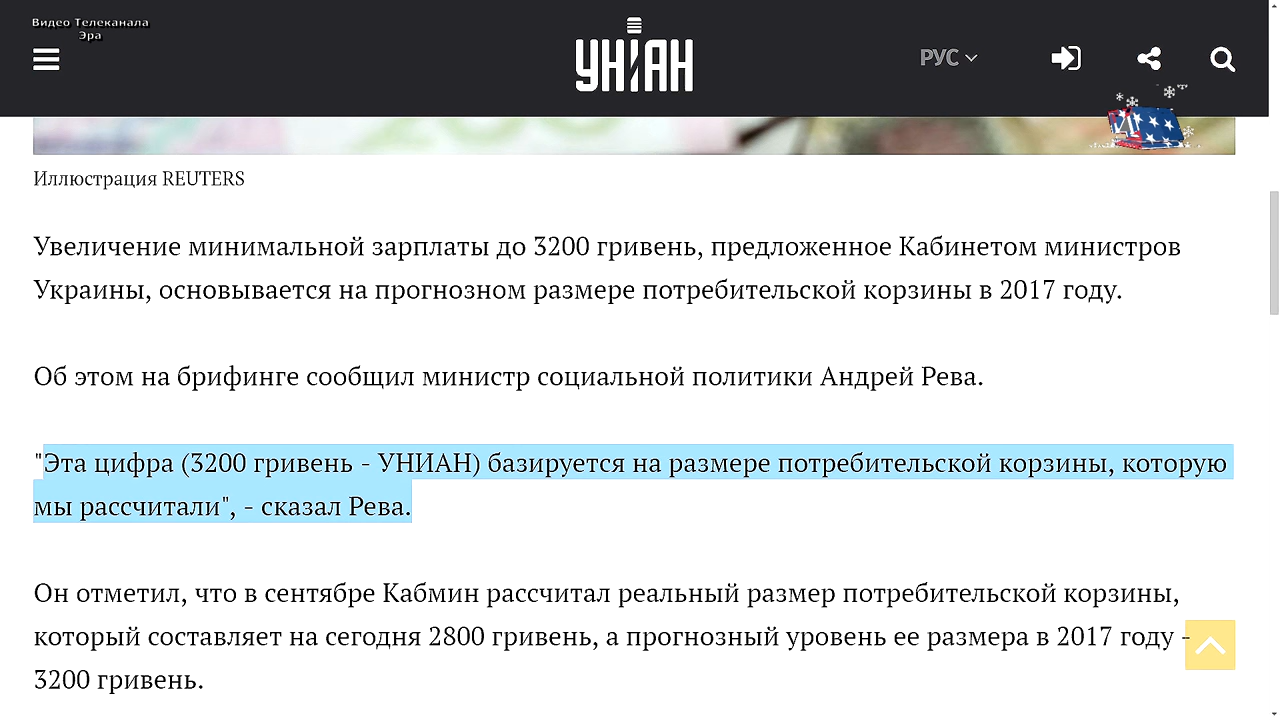 Видео Телеканала
Эра
УНІАН
РУС
Иллюстрация REUTERS
Увеличение минимальной зарплаты до 3200 гривень, предложенное Кабинетом министров
Украины, основывается на прогнозном размере потребительской корзины в 2017 году.
Об этом на брифинге сообщил министр социальной политики Андрей Рева.
"Эта цифра (3200 гривень - УНИАН) базируется на размере потребительской корзины, которую
мы рассчитали", - сказал Рева.
Он отметил, что в сентябре Кабмин рассчитал реальный размер потребительской корзины,
который составляет на сегодня 2800 гривень, а прогнозный уровень ее размера в 2017 году -
3200 гривень.